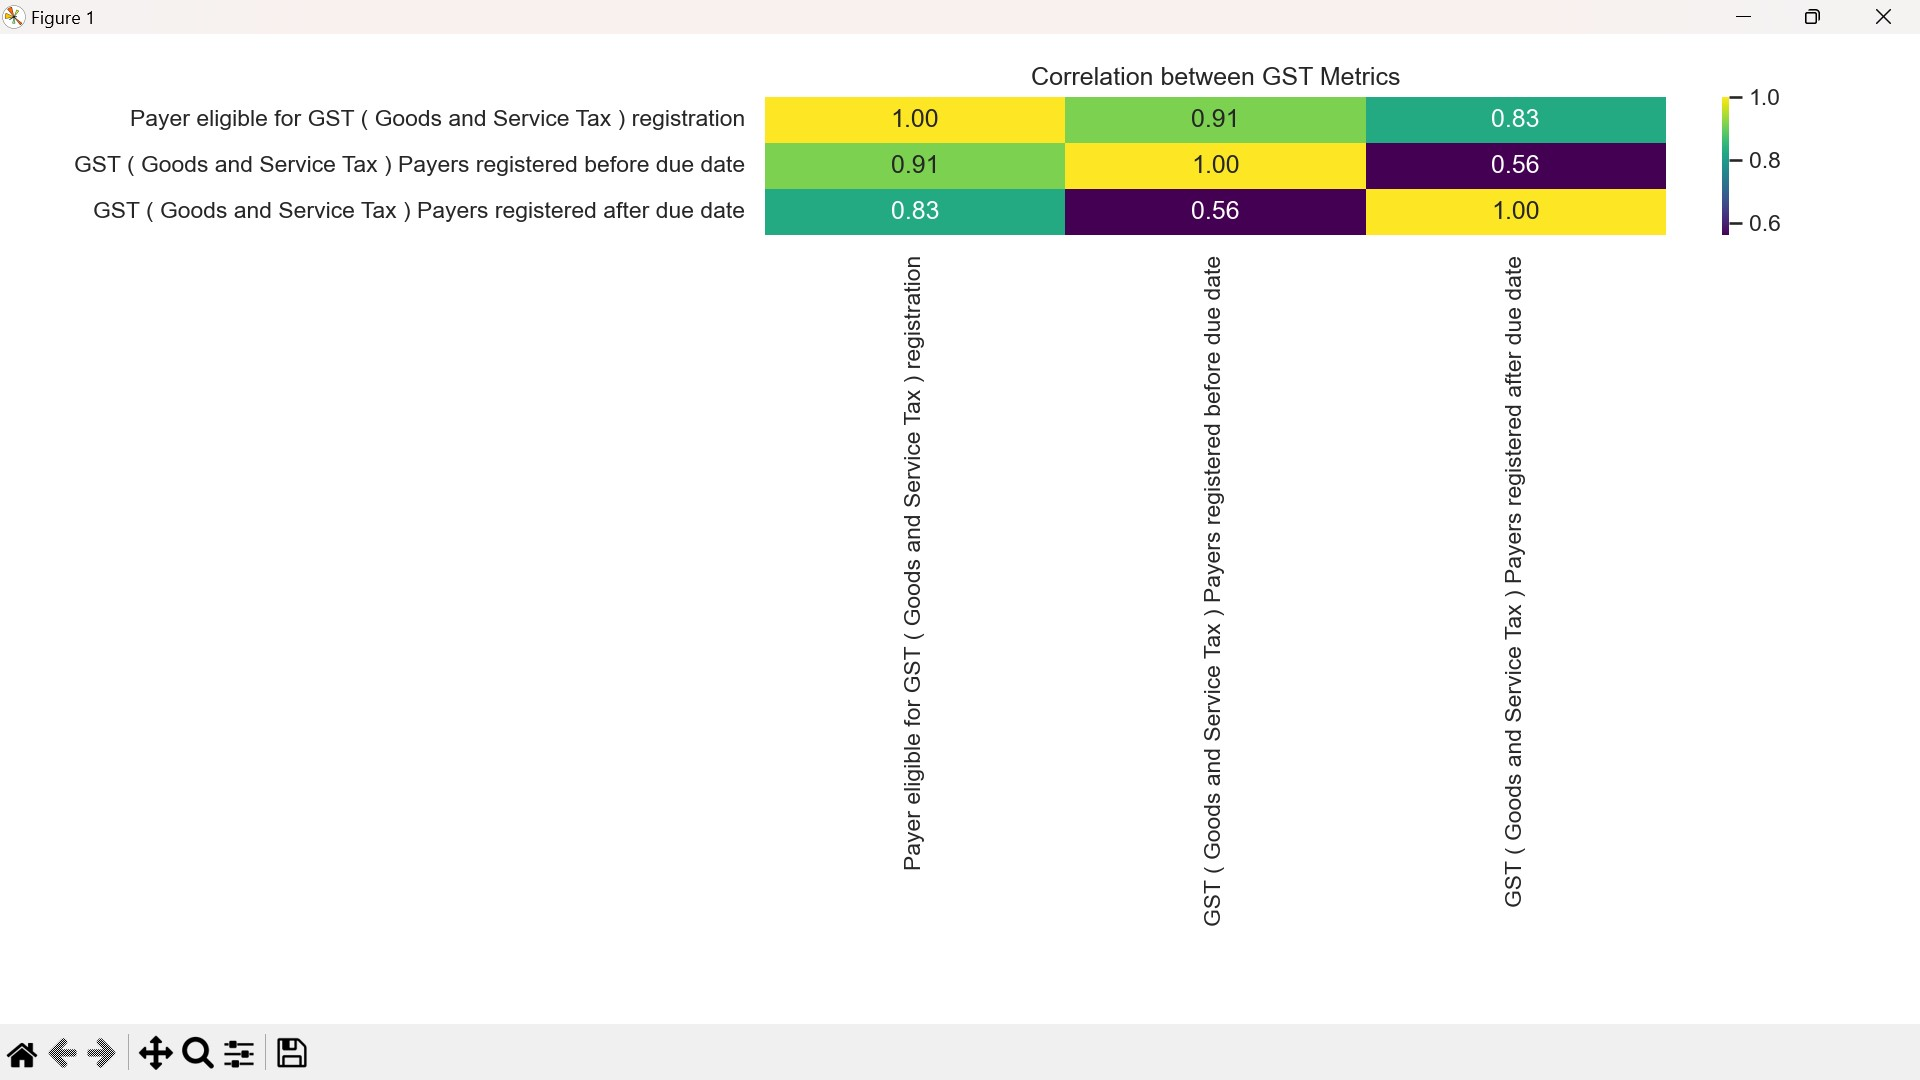 Figure 1
Correlation between GST Metrics
Payer eligible for GST ( Goods and Service Tax ) registration
1.00 0.91 0.83
GST ( Goods and Service Tax ) Payers registered before due date
0.91 1.00 0.56
GST ( Goods and Service Tax ) Payers registered after due date
0.83 0.56 1.00
1.0
0.8
0.6
Payer eligible for GST ( Goods and Service Tax ) registration
GST ( Goods and Service Tax ) Payers registered before due date
GST ( Goods and Service Tax ) Payers registered after due date